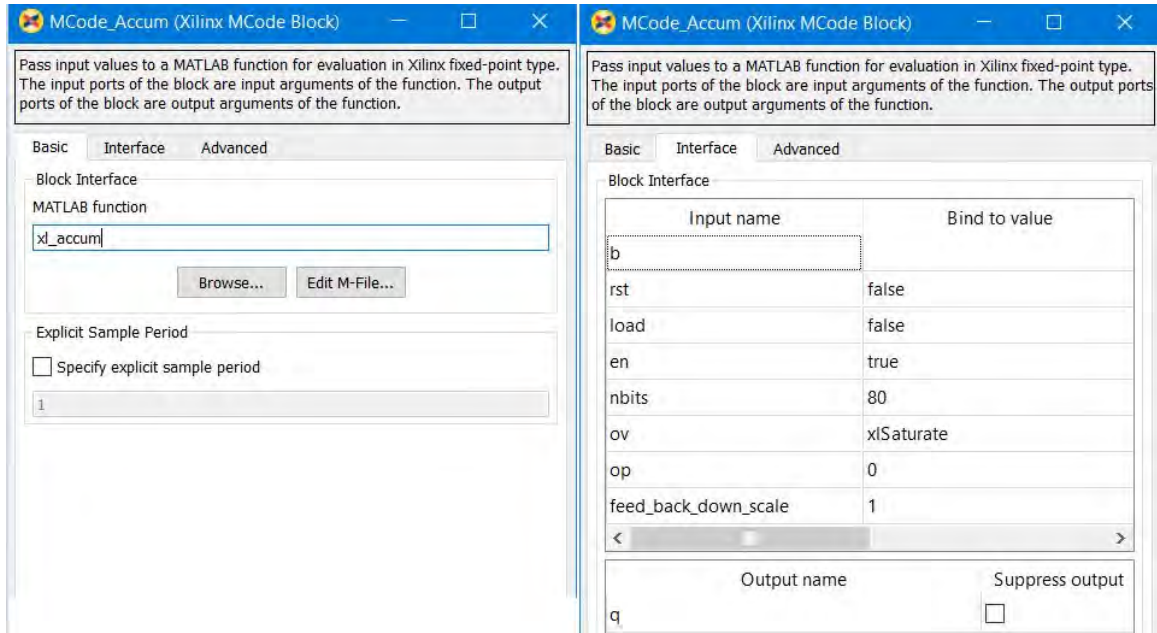 MCode_Accum (Xilinx MCode Block)
Pass input values to a MATLAB function for evaluation in Xilinx fixed-point type.
The input ports of the block are input arguments of the function. The output
ports of the block are output arguments of the function.
Basic Interface Advanced
Block Interface
MATLAB function
xl_accum
Browse... Edit M-File...
Explicit Sample Period
Specify explicit sample period
1
MCode_Accum (Xilinx MCode Block)
Pass input values to a MATLAB function for evaluation in Xilinx fixed-point type.
The input ports of the block are input arguments of the function. The output ports
of the block are output arguments of the function.
Basic Interface Advanced
Block Interface
Input name Bind to value
b
rst false
load false
en true
nbits 80
ov xlSaturate
op 0
feed_back_down_scale 1
Output name Suppress output
q